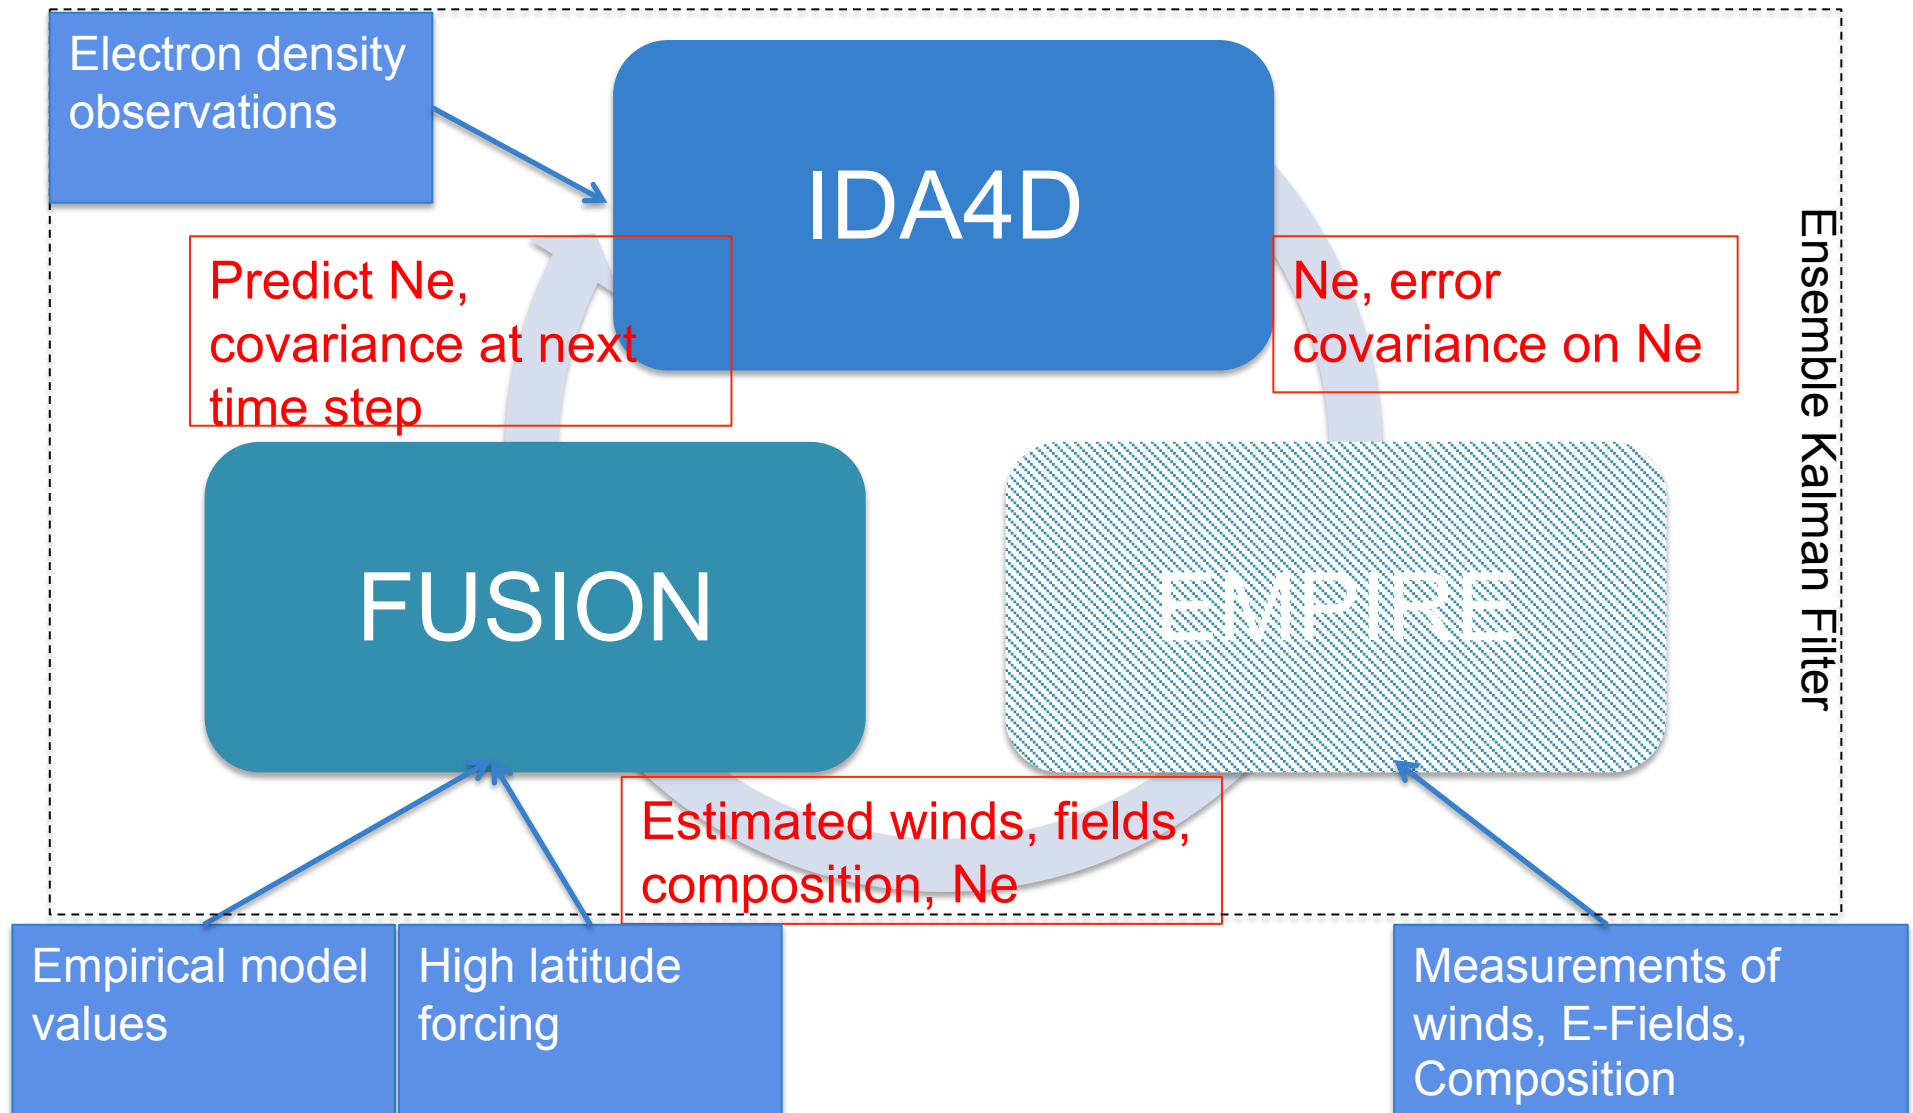 Electron density
observations
IDA4D
Predict Ne,
covariance at next
time step
Ne, error
covariance on Ne
Ensemble Kalman Filter
FUSION
EMPIRE
Estimated winds, fields,
composition, Ne
Empirical model
values
High latitude
forcing
Measurements of
winds, E-Fields,
Composition